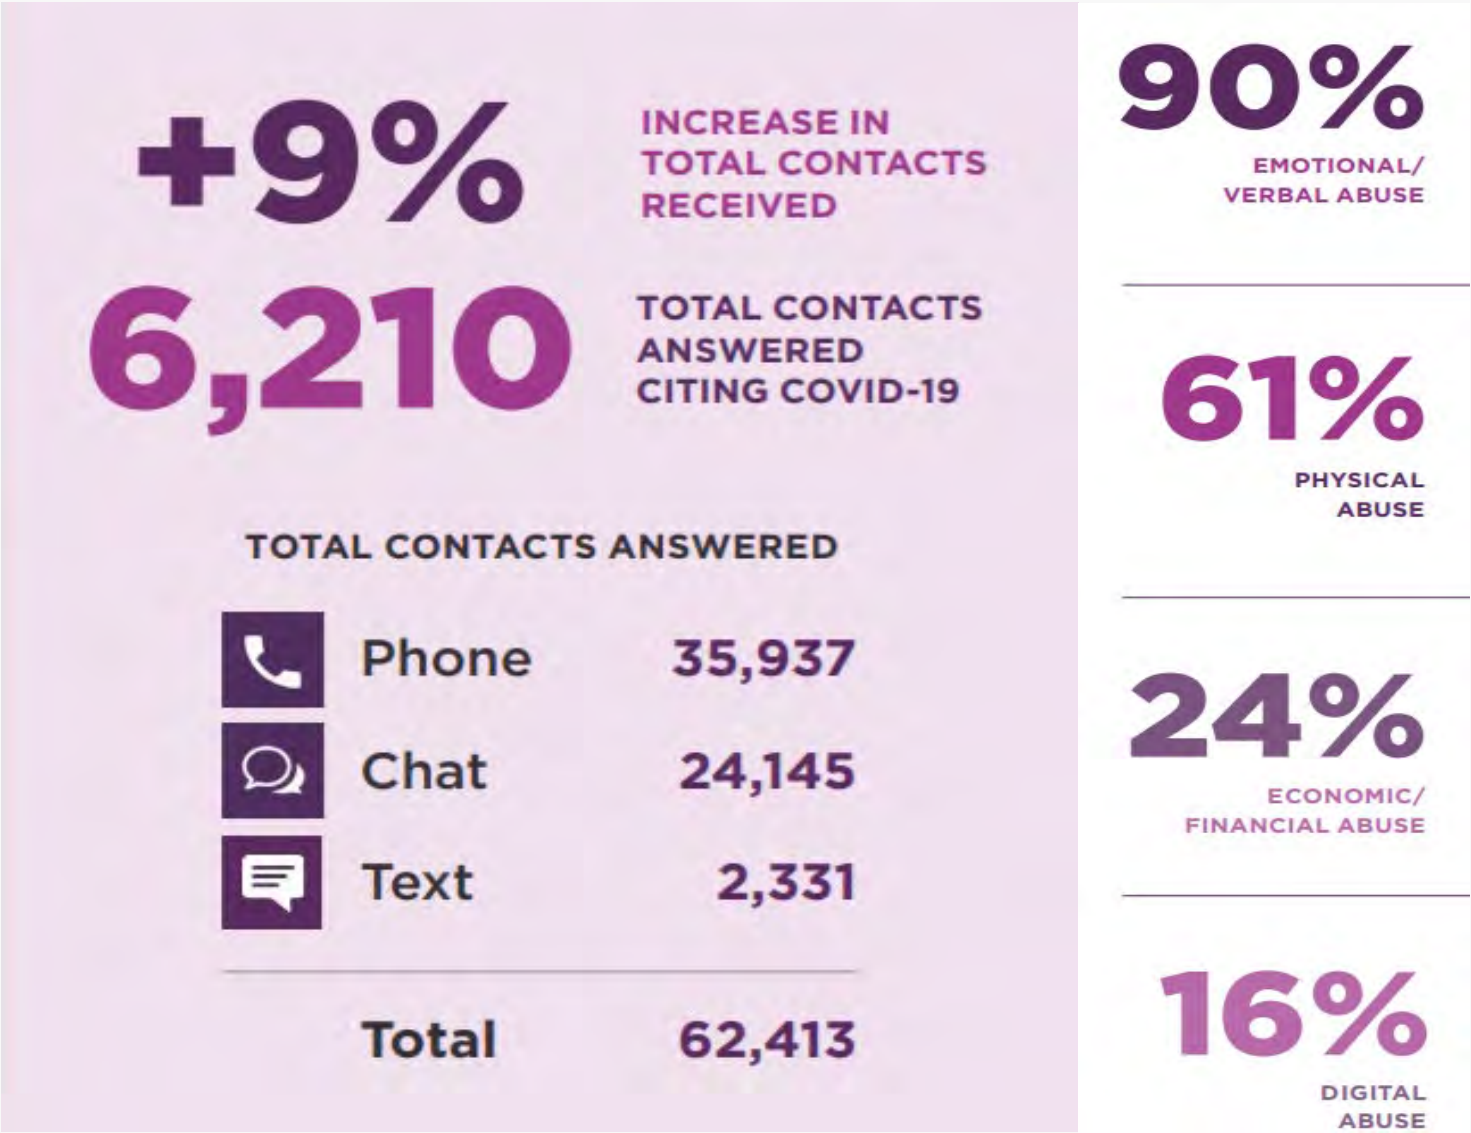 +9%
INCREASE IN
TOTAL CONTACTS
RECEIVED
6,210
TOTAL CONTACTS
ANSWERED
CITING COVID-19
TOTAL CONTACTS ANSWERED
Phone 35,937
Chat 24,145
Text 2,331
Total 62,413
90%
EMOTIONAL/
VERBAL ABUSE
61%
PHYSICAL
ABUSE
24%
ECONOMIC/
FINANCIAL ABUSE
16%
DIGITAL
ABUSE